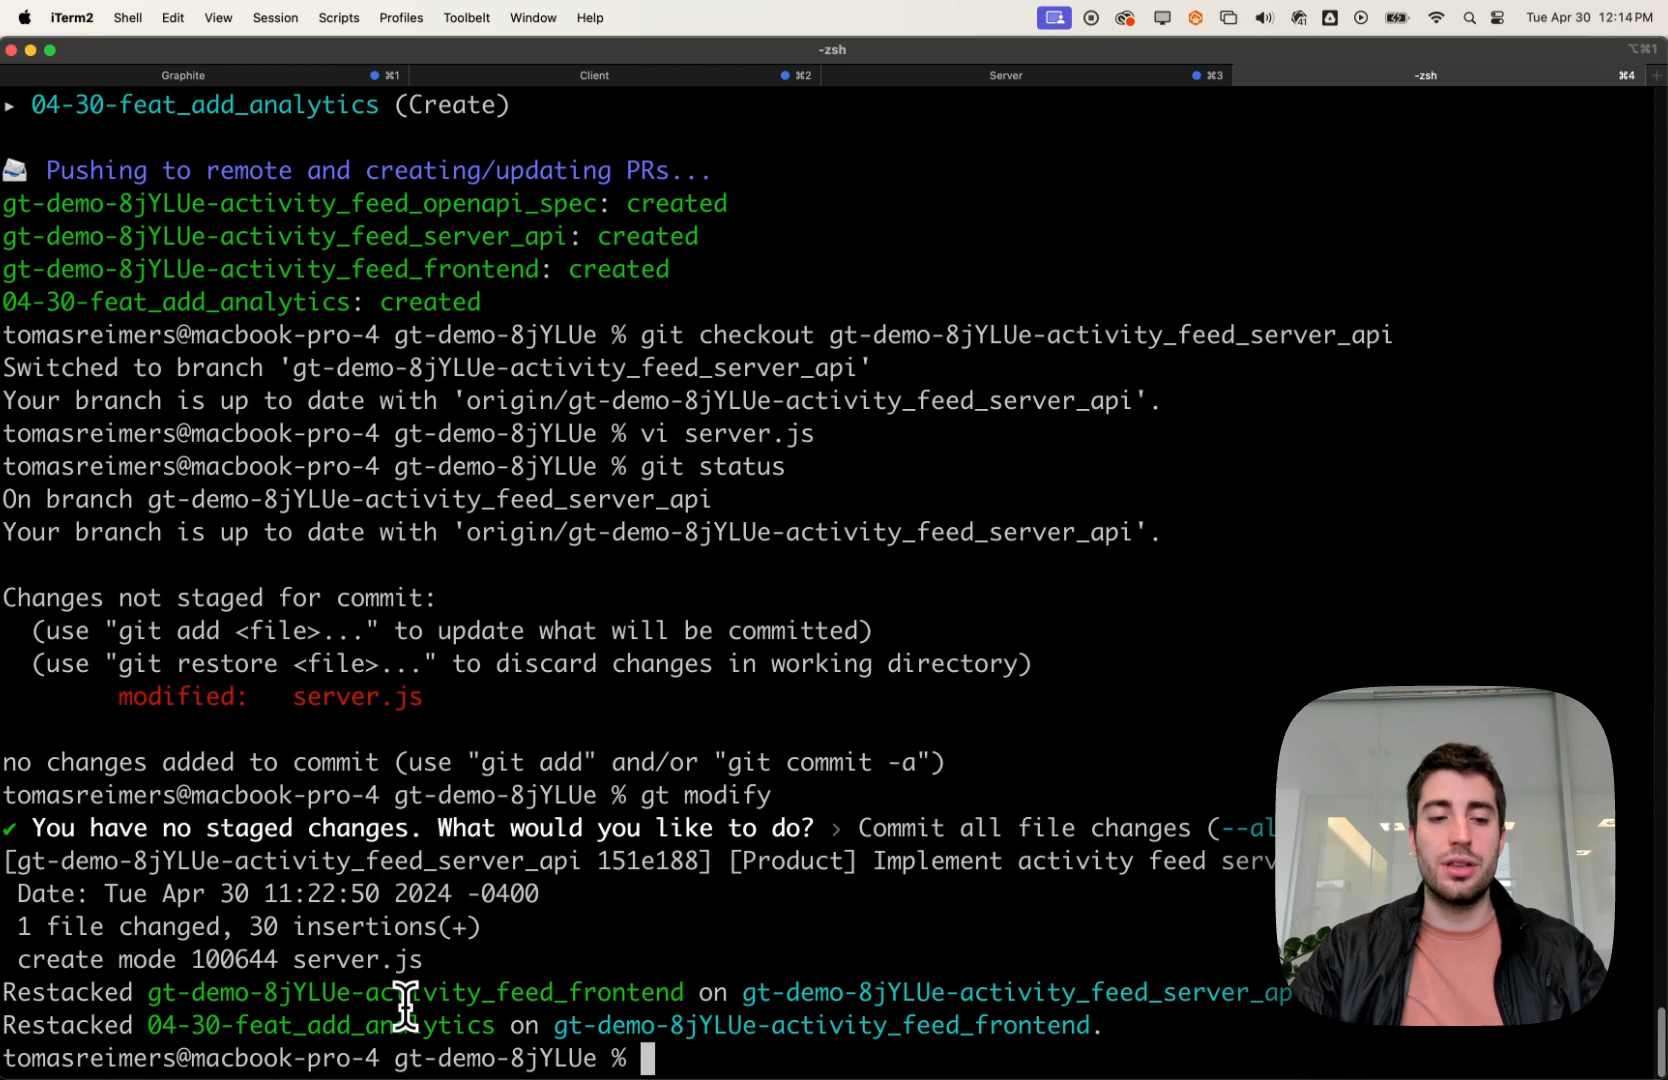 iTerm2 Shell Edit View Session Scripts Profiles Toolbelt Window Help 41 Tue Apr 30 12:14 PM
-zsh ⌥⌘1
Graphite ⌘1 Client ⌘2 Server ⌘3 -zsh ⌘4
▸ 04-30-feat_add_analytics (Create)
Pushing to remote and creating/updating PRs...
gt-demo-8jYLUe-activity_feed_openapi_spec: created
gt-demo-8jYLUe-activity_feed_server_api: created
gt-demo-8jYLUe-activity_feed_frontend: created
04-30-feat_add_analytics: created
tomasreimers@macbook-pro-4 gt-demo-8jYLUe % git checkout gt-demo-8jYLUe-activity_feed_server_api
Switched to branch 'gt-demo-8jYLUe-activity_feed_server_api'
Your branch is up to date with 'origin/gt-demo-8jYLUe-activity_feed_server_api'.
tomasreimers@macbook-pro-4 gt-demo-8jYLUe % vi server.js
tomasreimers@macbook-pro-4 gt-demo-8jYLUe % git status
On branch gt-demo-8jYLUe-activity_feed_server_api
Your branch is up to date with 'origin/gt-demo-8jYLUe-activity_feed_server_api'.
Changes not staged for commit:
(use "git add <file>..." to update what will be committed)
(use "git restore <file>..." to discard changes in working directory)
modified: server.js
no changes added to commit (use "git add" and/or "git commit -a")
tomasreimers@macbook-pro-4 gt-demo-8jYLUe % gt modify
✔ You have no staged changes. What would you like to do? › Commit all file changes (--al
[gt-demo-8jYLUe-activity_feed_server_api 151e188] [Product] Implement activity feed serv
Date: Tue Apr 30 11:22:50 2024 -0400
1 file changed, 30 insertions(+)
create mode 100644 server.js
Restacked gt-demo-8jYLUe-activity_feed_frontend on gt-demo-8jYLUe-activity_feed_server_ap
Restacked 04-30-feat_add_analytics on gt-demo-8jYLUe-activity_feed_frontend.
tomasreimers@macbook-pro-4 gt-demo-8jYLUe %